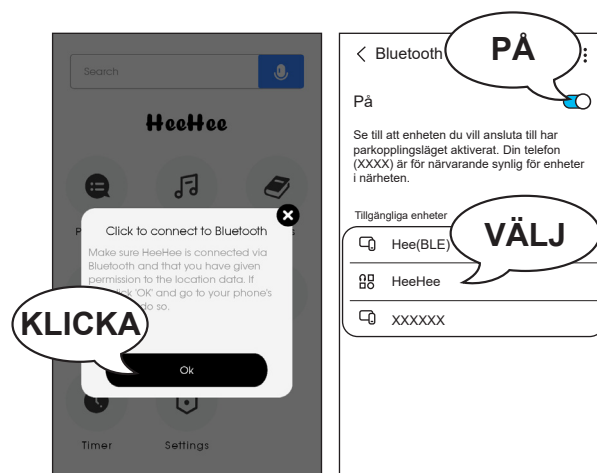 Search
HeeHee
P
s
Click to connect to Bluetooth
Make sure HeeHee is connected via
Bluetooth and that you have given
permission to the location data. If
click 'OK' and go to your phone's
do so.
KLICKA
Ok
Timer
Settings
Bluetooth
PÅ
På
Se till att enheten du vill ansluta till har
parkopplingsläget aktiverat. Din telefon
(XXXX) är för närvarande synlig för enheter
i närheten.
Tillgängliga enheter
Hee(BLE)
VÄLJ
HeeHee
XXXXXX